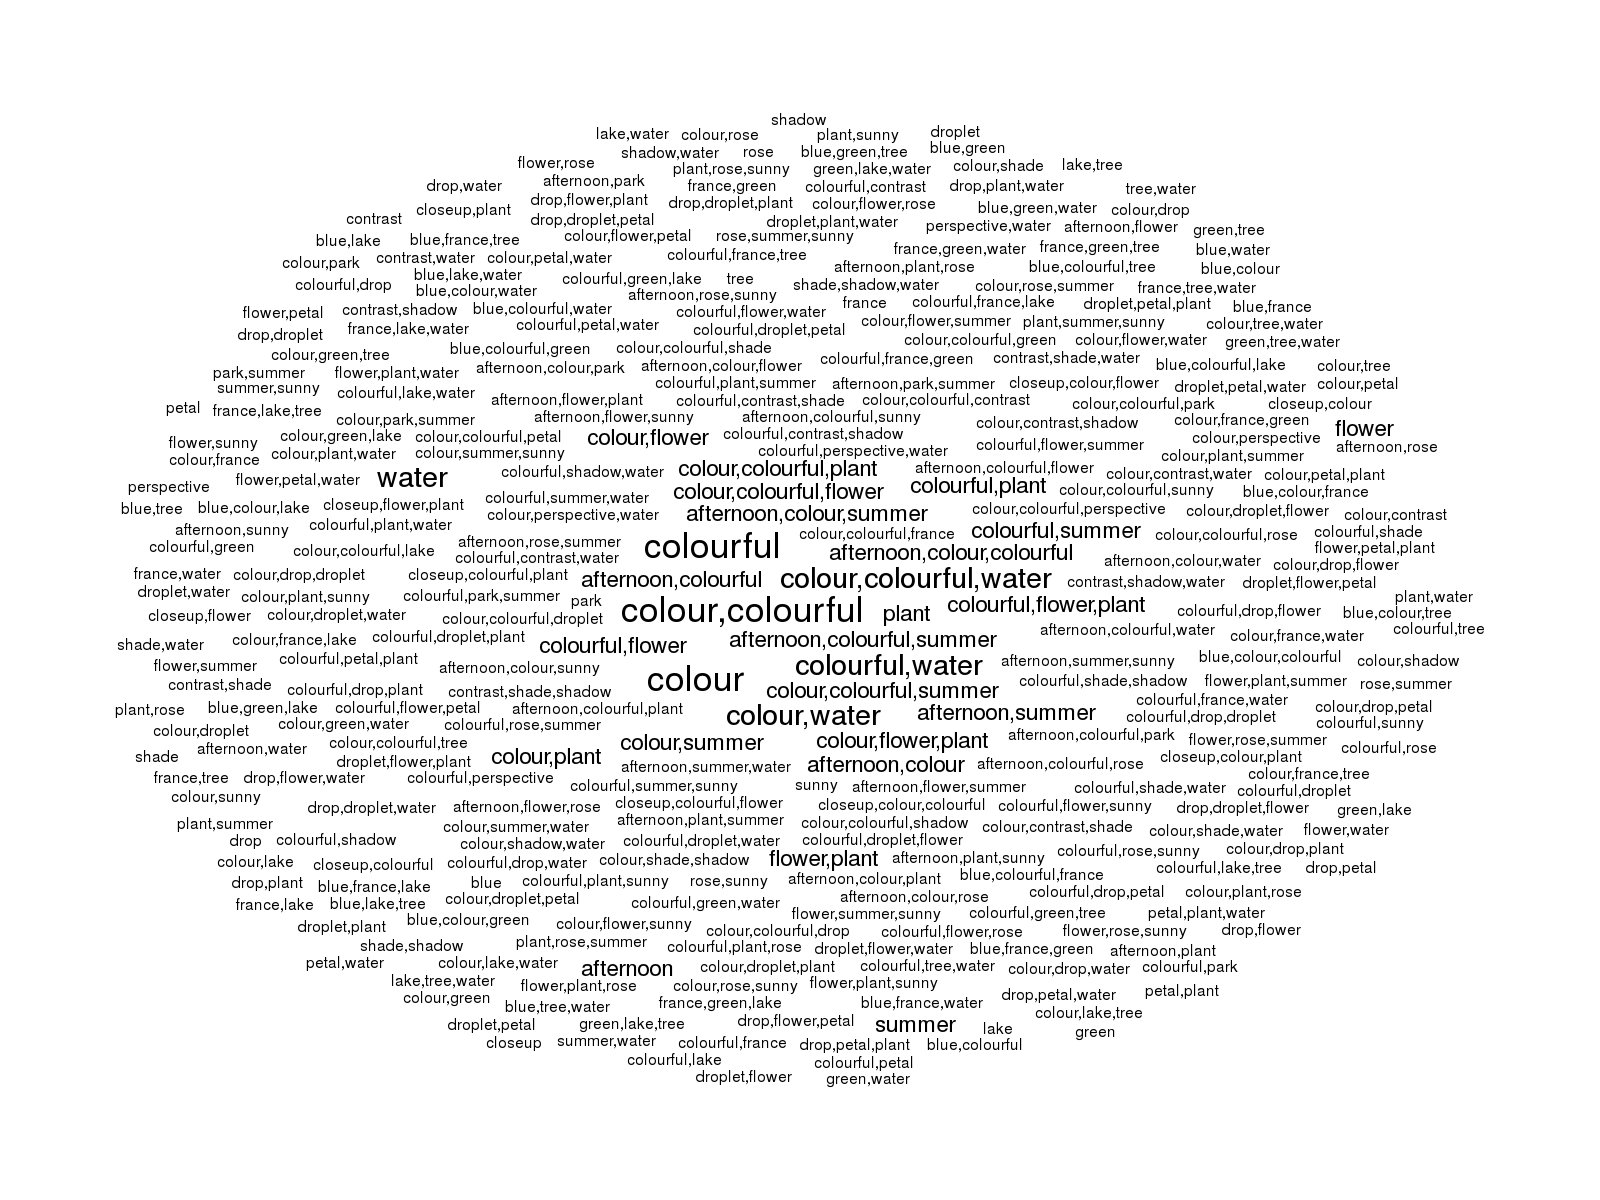 shadow
lake,water colour,rose plant,sunny droplet
shadow,water rose blue,green,tree blue,green
flower,rose plant,rose,sunny green,lake,water colour,shade lake,tree
drop,water afternoon,park france,green colourful,contrast drop,plant,water tree,water
closeup,plant drop,flower,plant drop,droplet,plant colour,flower,rose blue,green,water colour,drop
contrast drop,droplet,petal droplet,plant,water perspective,water afternoon,flower green,tree
blue,lake blue,france,tree colour,flower,petal rose,summer,sunny france,green,water france,green,tree blue,water
colour,park contrast,water colour,petal,water colourful,france,tree afternoon,plant,rose blue,colourful,tree blue,colour
colourful,drop blue,lake,water colourful,green,lake tree shade,shadow,water colour,rose,summer france,tree,water
blue,colour,water afternoon,rose,sunny france colourful,france,lake droplet,petal,plant blue,france
flower,petal contrast,shadow blue,colourful,water colourful,flower,water colour,flower,summer plant,summer,sunny colour,tree,water
drop,droplet france,lake,water colourful,petal,water colourful,droplet,petal colour,colourful,green colour,flower,water green,tree,water
colour,green,tree blue,colourful,green colour,colourful,shade colourful,france,green contrast,shade,water blue,colourful,lake colour,tree
park,summer flower,plant,water afternoon,colour,park afternoon,colour,flower
summer,sunny colourful,lake,water colourful,plant,summer afternoon,park,summer closeup,colour,flower droplet,petal,water colour,petal
petal france,lake,tree afternoon,flower,plant colourful,contrast,shade colour,colourful,contrast colour,colourful,park closeup,colour
colour,park,summer afternoon,flower,sunny afternoon,colourful,sunny colour,contrast,shadow colour,france,green flower
flower,sunny colour,green,lake colour,colourful,petal colour,flower colourful,contrast,shadow colourful,flower,summer colour,perspective afternoon,rose
colour,france colour,plant,water colour,summer,sunny colourful,perspective,water colour,plant,summer
perspective flower,petal,water water colourful,shadow,water colour,colourful,plant afternoon,colourful,flower colour,contrast,water colour,petal,plant
colour,colourful,flower colourful,plant colour,colourful,sunny blue,colour,france
blue,tree blue,colour,lake closeup,flower,plant colourful,summer,water colour,colourful,perspective colour,droplet,flower colour,contrast
afternoon,sunny colourful,plant,water colour,perspective,water afternoon,colour,summer colour,colourful,france colourful,summer colour,colourful,rose colourful,shade
colourful,green colour,colourful,lake afternoon,rose,summer colourful afternoon,colour,colourful flower,petal,plant
colourful,contrast,water afternoon,colour,water colour,drop,flower
france,water colour,drop,droplet closeup,colourful,plant afternoon,colourful colour,colourful,water contrast,shadow,water droplet,flower,petal
droplet,water colour,plant,sunny colourful,park,summer park plant,water
closeup,flower colour,droplet,water colour,colourful,droplet colour,colourful plant colourful,flower,plant colourful,drop,flower blue,colour,tree
shade,water colour,france,lake colourful,droplet,plant colourful,flower afternoon,colourful,summer afternoon,colourful,water colour,france,water colourful,tree
flower,summer colourful,petal,plant afternoon,colour,sunny colourful,water afternoon,summer,sunny blue,colour,colourful colour,shadow
contrast,shade colourful,drop,plant contrast,shade,shadow colour colour,colourful,summer colourful,shade,shadow flower,plant,summer rose,summer
plant,rose blue,green,lake colourful,flower,petal afternoon,colourful,plant colour,water afternoon,summer colourful,france,water colour,drop,petal
colour,droplet colour,green,water colourful,rose,summer colourful,drop,droplet colourful,sunny
shade afternoon,water colour,colourful,tree colour,summer colour,flower,plant afternoon,colourful,park flower,rose,summer colourful,rose
droplet,flower,plant colour,plant closeup,colour,plant
france,tree drop,flower,water colourful,perspective afternoon,summer,water afternoon,colour afternoon,colourful,rose colour,france,tree
colour,sunny colourful,summer,sunny sunny afternoon,flower,summer colourful,shade,water colourful,droplet
drop,droplet,water afternoon,flower,rose closeup,colourful,flower closeup,colour,colourful colourful,flower,sunny drop,droplet,flower green,lake
plant,summer colour,summer,water afternoon,plant,summer colour,colourful,shadow colour,contrast,shade colour,shade,water flower,water
drop colourful,shadow colour,shadow,water colourful,droplet,water colourful,droplet,flower
colour,lake closeup,colourful colourful,drop,water colour,shade,shadow flower,plant afternoon,plant,sunny colourful,rose,sunny colour,drop,plant
drop,plant blue,france,lake blue colourful,plant,sunny rose,sunny afternoon,colour,plant blue,colourful,france colourful,lake,tree drop,petal
france,lake blue,lake,tree colour,droplet,petal colourful,green,water afternoon,colour,rose colourful,drop,petal colour,plant,rose
droplet,plant blue,colour,green colour,flower,sunny flower,summer,sunny colourful,green,tree petal,plant,water
shade,shadow plant,rose,summer colour,colourful,drop colourful,flower,rose flower,rose,sunny drop,flower
petal,water colour,lake,water colourful,plant,rose droplet,flower,water blue,france,green afternoon,plant
lake,tree,water afternoon colour,droplet,plant colourful,tree,water colour,drop,water colourful,park
colour,green flower,plant,rose colour,rose,sunny flower,plant,sunny drop,petal,water petal,plant
blue,tree,water france,green,lake blue,france,water colour,lake,tree
droplet,petal green,lake,tree drop,flower,petal summer lake green
closeup summer,water colourful,france drop,petal,plant blue,colourful
colourful,lake colourful,petal
droplet,flower green,water